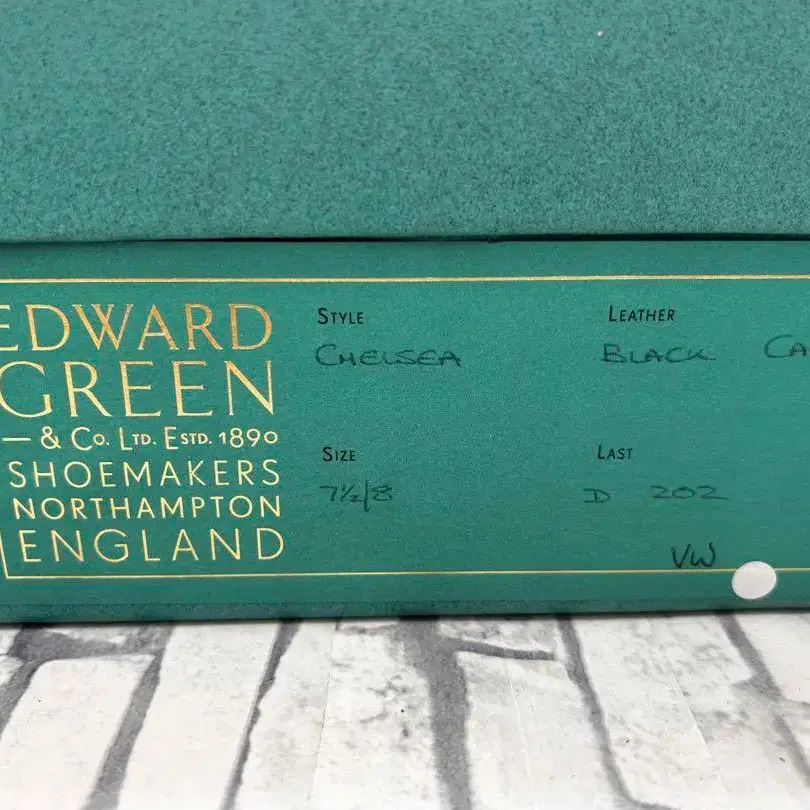 EDWARD
GREEN
— & Co. Ltd. Estd. 1890
SHOEMAKERS
NORTHAMPTON
ENGLAND
Style
CHELSEA
Leather
BLACK CA
Size
7½/8
Last
D 202
VW